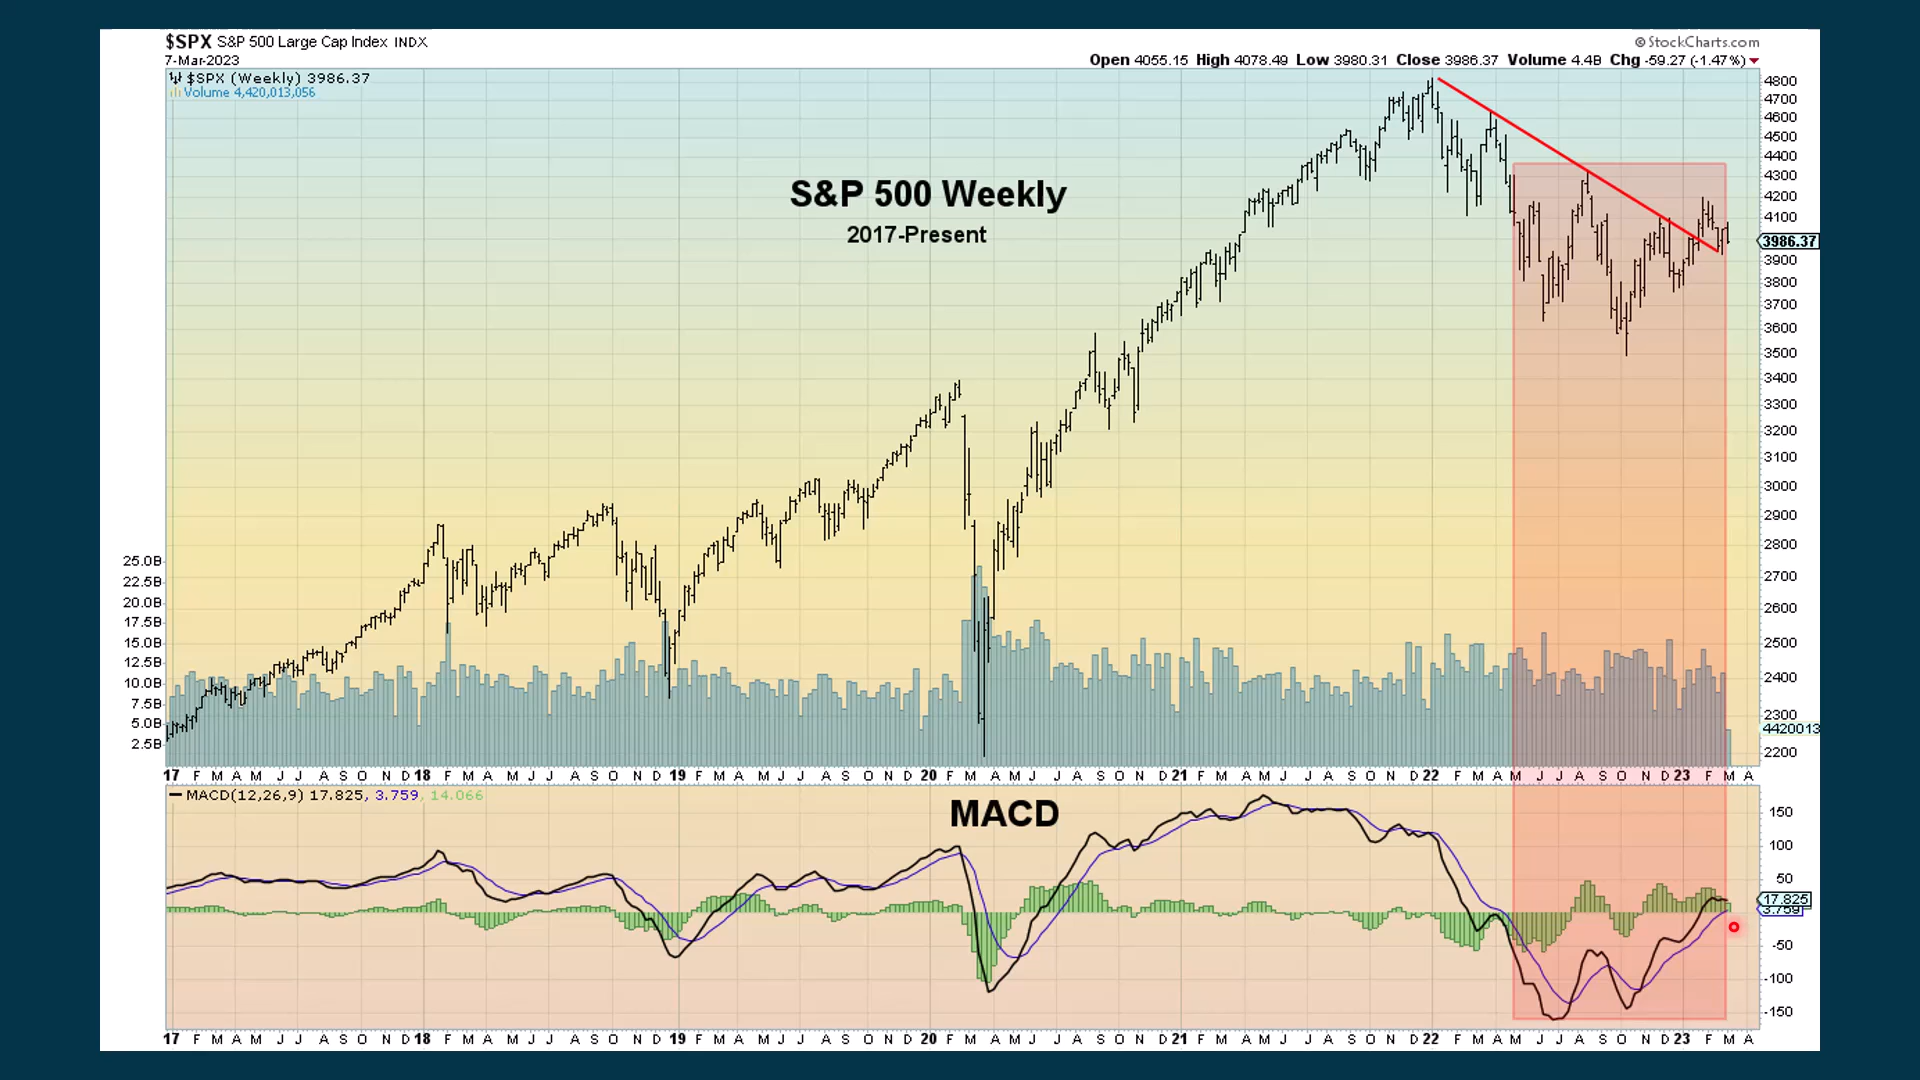 $SPX S&P 500 Large Cap Index INDX
© StockCharts.com
7-Mar-2023
Open 4055.15 High 4078.49 Low 3980.31 Close 3986.37 Volume 4.4B Chg -59.27 (-1.47%)
$SPX (Weekly) 3986.37
Volume 4,420,013,056
S&P 500 Weekly
2017-Present
4800
4700
4600
4500
4400
4300
4200
4100
3986.37
3900
3800
3700
3600
3500
3400
3300
3200
3100
3000
2900
2800
2700
2600
2500
2400
2300
4420013
2200
25.0B
22.5B
20.0B
17.5B
15.0B
12.5B
10.0B
7.5B
5.0B
2.5B
17 F M A M J J A S O N D 18 F M A M J J A S O N D 19 F M A M J J A S O N D 20 F M A M J J A S O N D 21 F M A M J J A S O N D 22 F M A M J J A S O N D 23 F M A
MACD(12,26,9) 17.825, 3.759, 14.066
MACD
150
100
50
17.825
3.759
-50
-100
-150
17 F M A M J J A S O N D 18 F M A M J J A S O N D 19 F M A M J J A S O N D 20 F M A M J J A S O N D 21 F M A M J J A S O N D 22 F M A M J J A S O N D 23 F M A